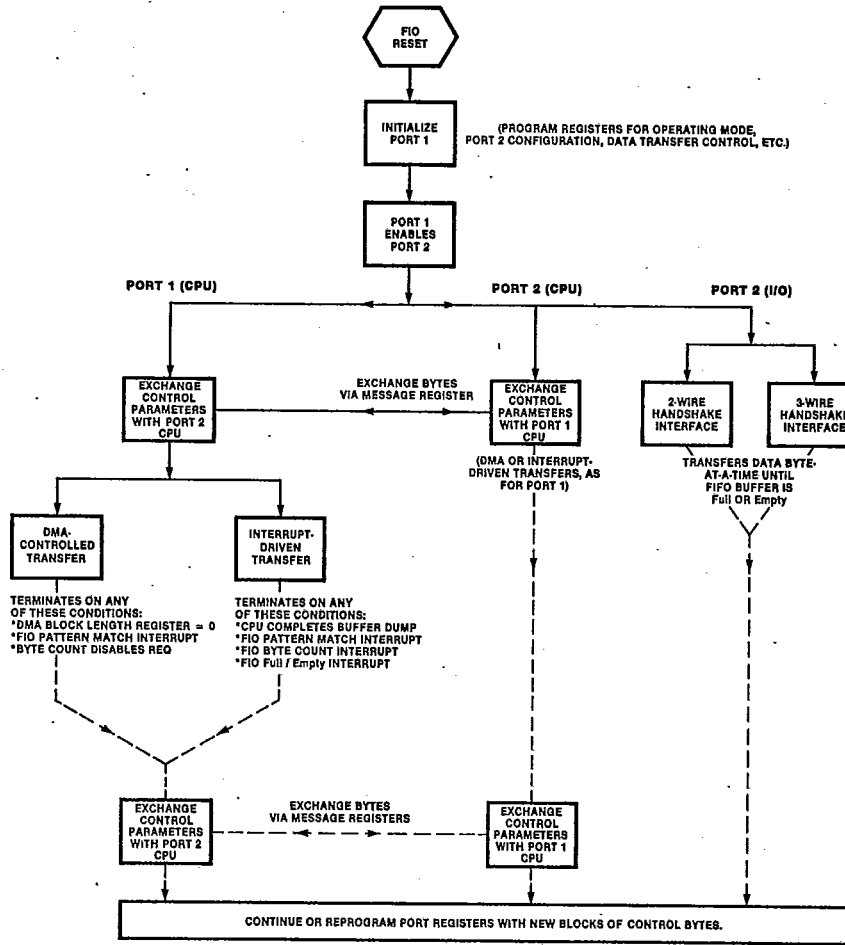 FIO
RESET
INITIALIZE
PORT 1
(PROGRAM REGISTERS FOR OPERATING MODE,
PORT 2 CONFIGURATION, DATA TRANSFER CONTROL, ETC.)
PORT 1
ENABLES
PORT 2
PORT 1 (CPU)
PORT 2 (CPU)
PORT 2 (I/O)
EXCHANGE
CONTROL
PARAMETERS
WITH PORT 2
CPU
EXCHANGE BYTES
VIA MESSAGE REGISTER
EXCHANGE
CONTROL
PARAMETERS
WITH PORT 1
CPU
2-WIRE
HANDSHAKE
INTERFACE
3-WIRE
HANDSHAKE
INTERFACE
(DMA OR INTERRUPT-
DRIVEN TRANSFERS, AS
FOR PORT 1)
TRANSFERS DATA BYTE-
AT-A-TIME UNTIL
FIFO BUFFER IS
Full OR Empty
DMA-
CONTROLLED
TRANSFER
INTERRUPT-
DRIVEN
TRANSFER
TERMINATES ON ANY
OF THESE CONDITIONS:
*DMA BLOCK LENGTH REGISTER = 0
*FIO PATTERN MATCH INTERRUPT
*BYTE COUNT DISABLES REQ
TERMINATES ON ANY
OF THESE CONDITIONS:
*CPU COMPLETES BUFFER DUMP
*FIO PATTERN MATCH INTERRUPT
*FIO BYTE COUNT INTERRUPT
*FIO Full / Empty INTERRUPT
EXCHANGE
CONTROL
PARAMETERS
WITH PORT 2
CPU
EXCHANGE BYTES
VIA MESSAGE REGISTERS
EXCHANGE
CONTROL
PARAMETERS
WITH PORT 1
CPU
CONTINUE OR REPROGRAM PORT REGISTERS WITH NEW BLOCKS OF CONTROL BYTES.